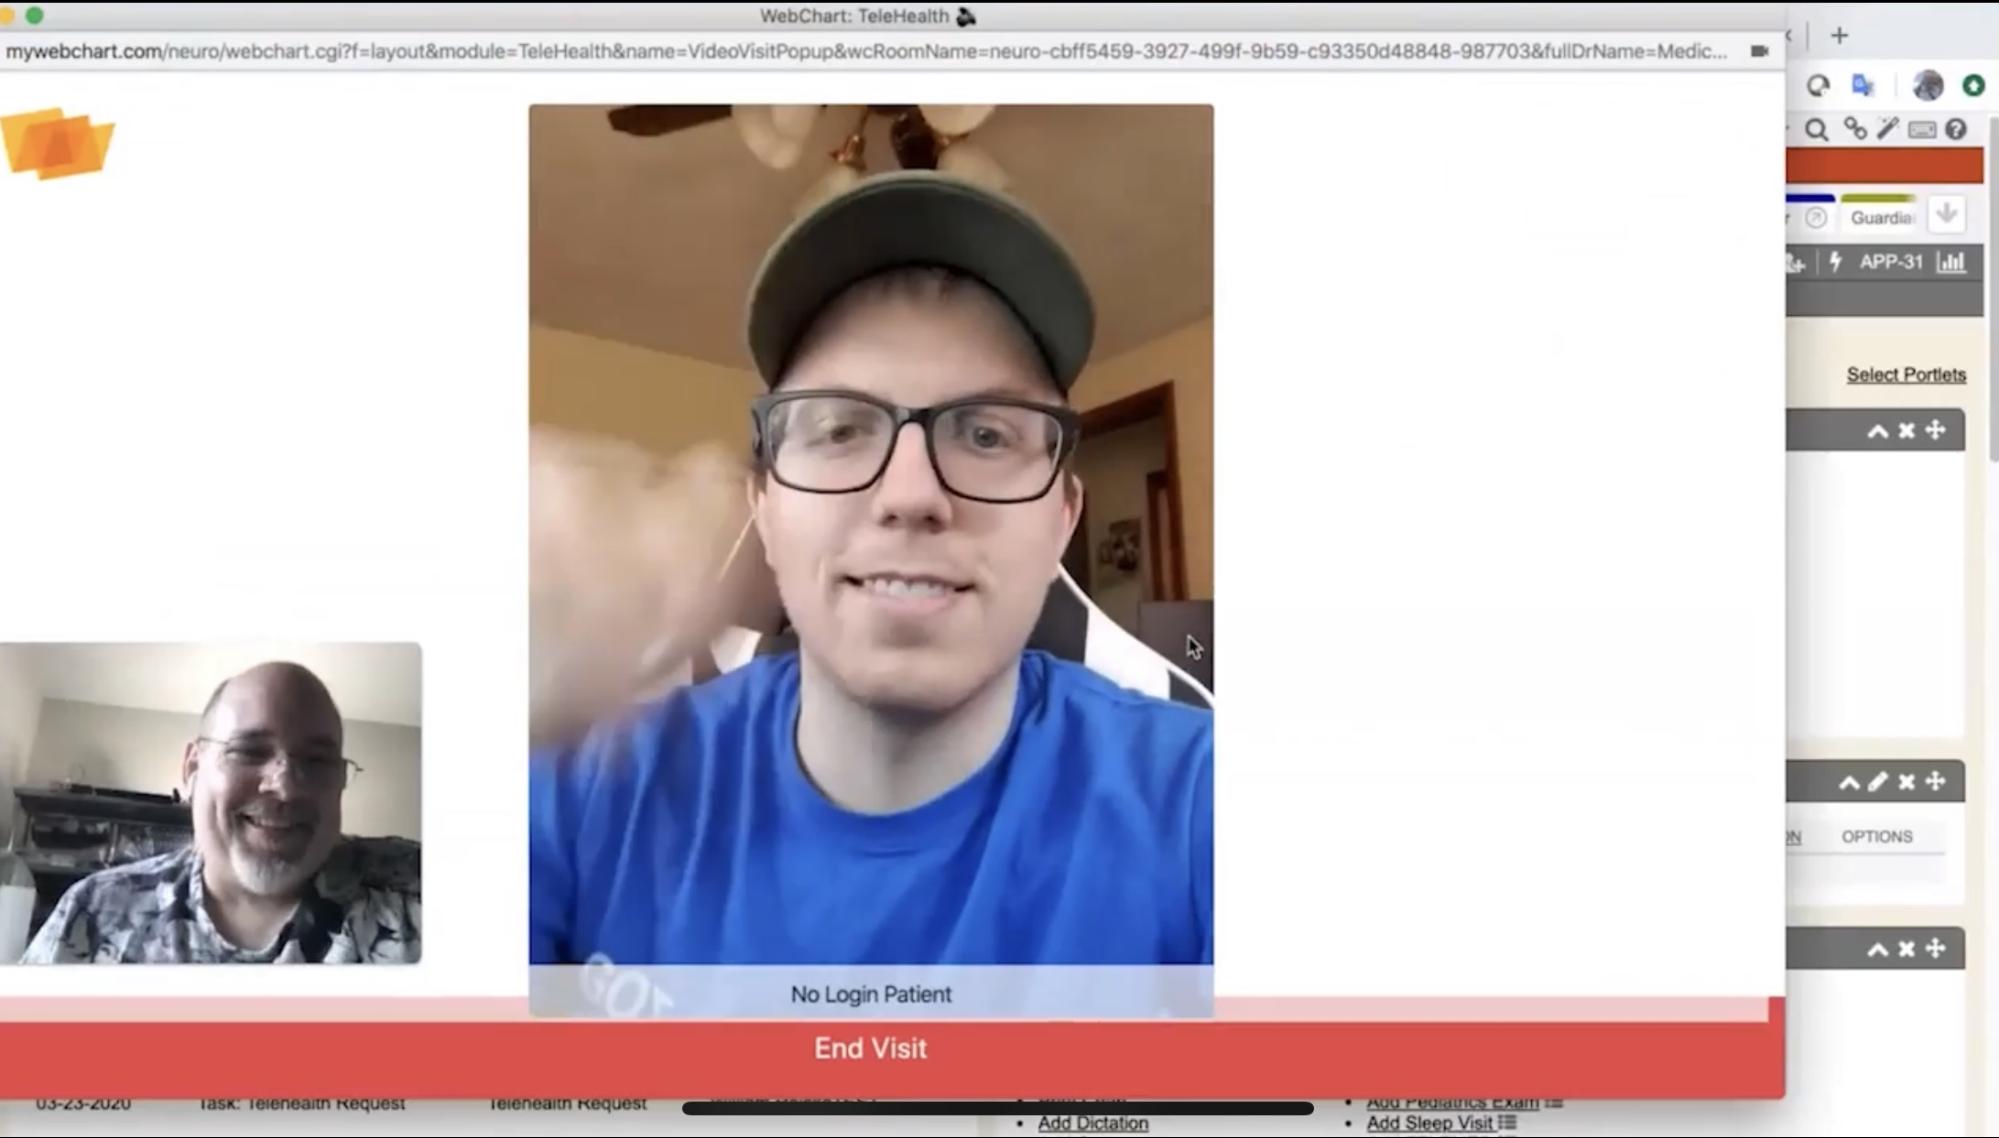 WebChart: TeleHealth
mywebchart.com/neuro/webchart.cgi?f=layout&module=TeleHealth&name=VideoVisitPopup&wcRoomName=neuro-cbff5459-3927-499f-9b59-c93350d48848-987703&fullDrName=Medic...
Guardia
APP-31
Select Portlets
ON OPTIONS
No Login Patient
End Visit
03-23-2020 Task: Telehealth Request Telehealth Request
• Add Pediatrics Exam
• Add Dictation • Add Sleep Visit